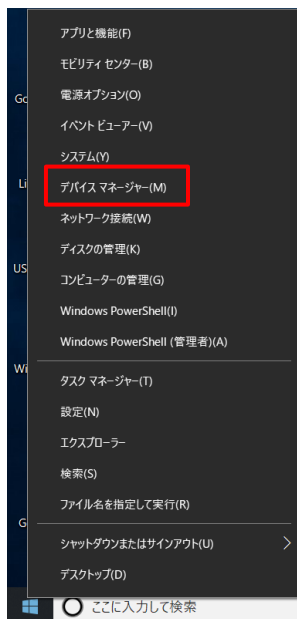 アプリと機能(F)
モビリティ センター(B)
電源オプション(O)
イベント ビューアー(V)
システム(Y)
デバイス マネージャー(M)
ネットワーク接続(W)
ディスクの管理(K)
コンピューターの管理(G)
Windows PowerShell(I)
Windows PowerShell (管理者)(A)
タスク マネージャー(T)
設定(N)
エクスプローラー
検索(S)
ファイル名を指定して実行(R)
シャットダウンまたはサインアウト(U)
デスクトップ(D)
ここに入力して検索